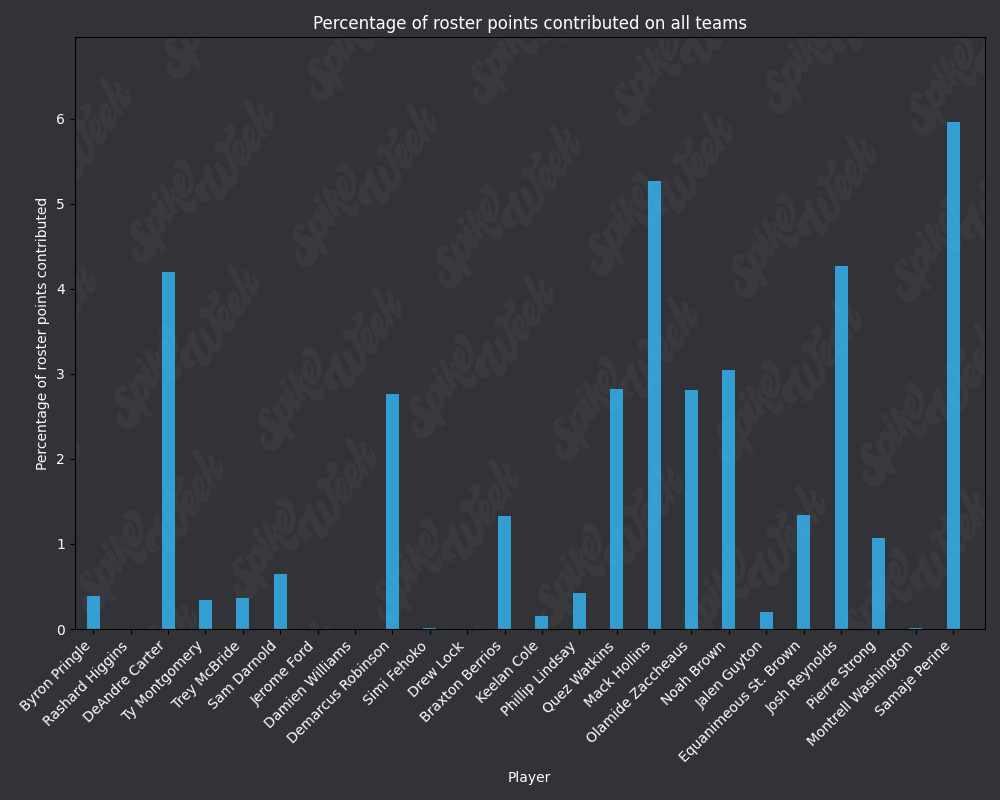 Percentage of roster points contributed on all teams
Percentage of roster points contributed
6
5
4
3
2
1
0
Byron Pringle
Rashard Higgins
DeAndre Carter
Ty Montgomery
Trey McBride
Sam Darnold
Jerome Ford
Damien Williams
Demarcus Robinson
Simi Fehoko
Drew Lock
Braxton Berrios
Keelan Cole
Phillip Lindsay
Quez Watkins
Mack Hollins
Olamide Zaccheaus
Noah Brown
Jalen Guyton
Equanimeous St. Brown
Josh Reynolds
Pierre Strong
Montrell Washington
Samaje Perine
Player
Spike Week